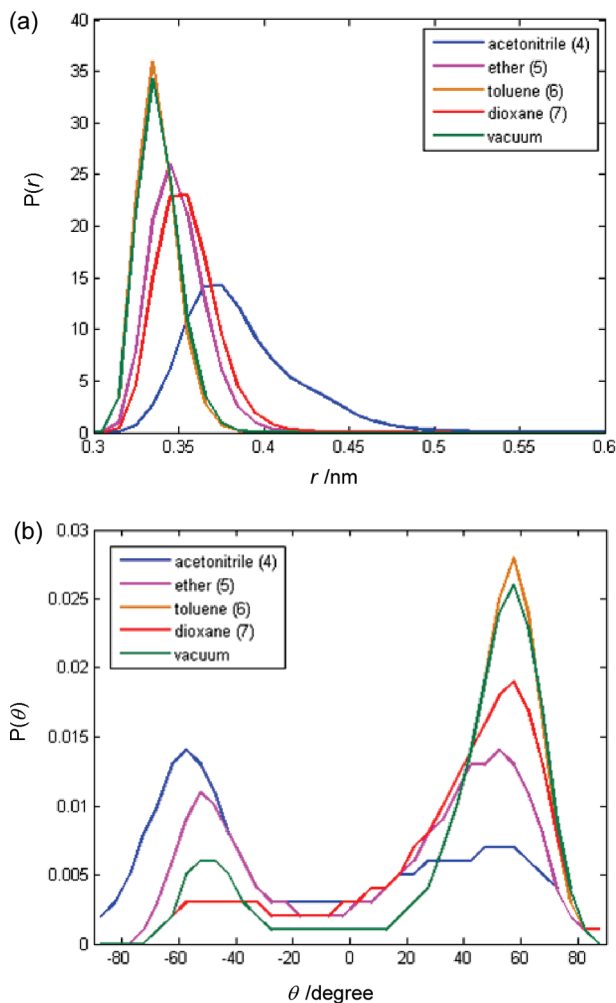 (a)
40
35
30
25
20
15
10
5
0
P(r)
acetonitrile (4)
ether (5)
toluene (6)
dioxane (7)
vacuum
0.3
0.35
0.4
0.45
0.5
0.55
0.6
r /nm
(b)
0.03
0.025
0.02
0.015
0.01
0.005
0
P(θ)
acetonitrile (4)
ether (5)
toluene (6)
dioxane (7)
vacuum
-80
-60
-40
-20
0
20
40
60
80
θ /degree